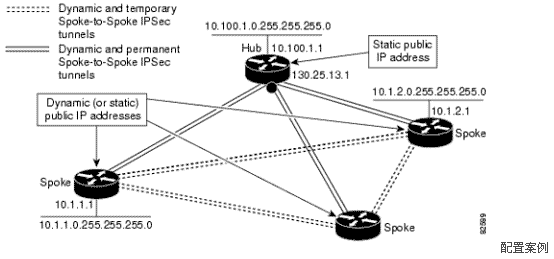 Dynamic and temporary
Spoke-to-Spoke IPSec
tunnels
Dynamic and permanent
Spoke-to-Spoke IPSec
tunnels
10.100.1.0.255.255.255.0
Hub
10.100.1.1
130.25.13.1
Static public
IP address
Dynamic (or static)
public IP addresses
10.1.2.0.255.255.255.0
10.1.2.1
Spoke
Spoke
10.1.1.1
10.1.1.0.255.255.255.0
Spoke
92599
配置案例